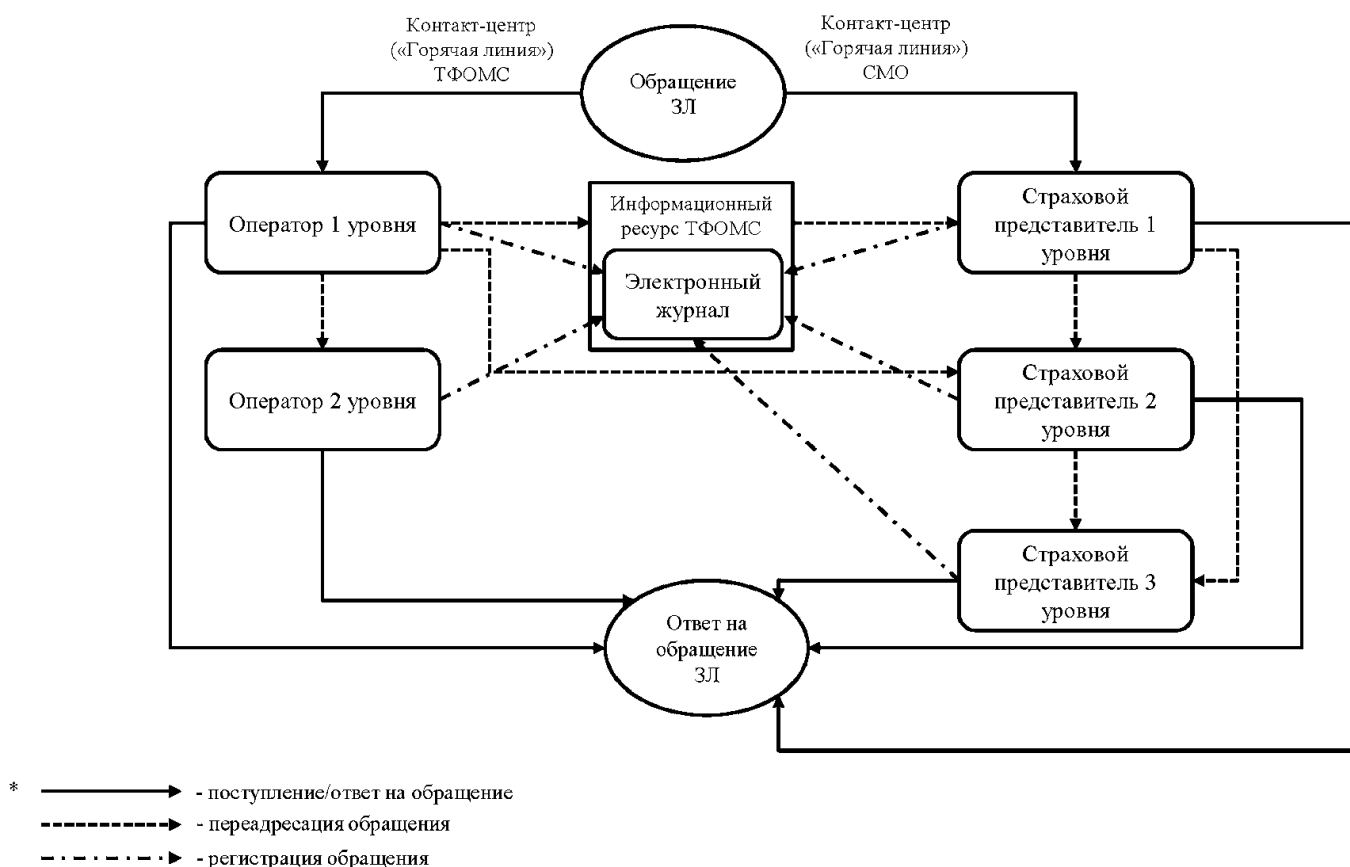 Контакт-центр
(«Горячая линия»)
ТФОМС
Контакт-центр
(«Горячая линия»)
СМО
Обращение
ЗЛ
Оператор 1 уровня
Информационный
ресурс ТФОМС
Электронный
журнал
Страховой
представитель 1
уровня
Оператор 2 уровня
Страховой
представитель 2
уровня
Страховой
представитель 3
уровня
Ответ на
обращение
ЗЛ
*
- поступление/ответ на обращение
- переадресация обращения
- регистрация обращения